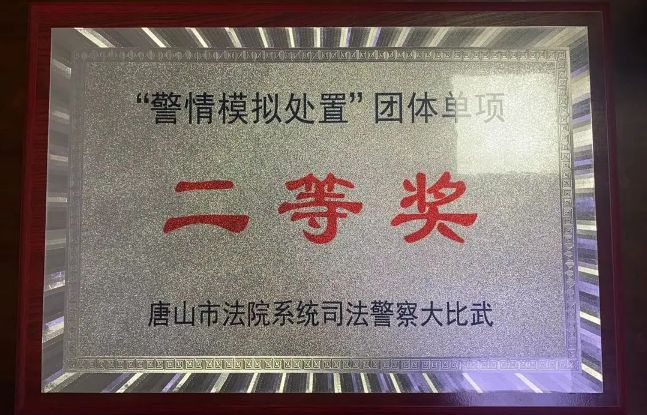 “警情模拟处置”团体单项
二等奖
唐山市法院系统司法警察大比武